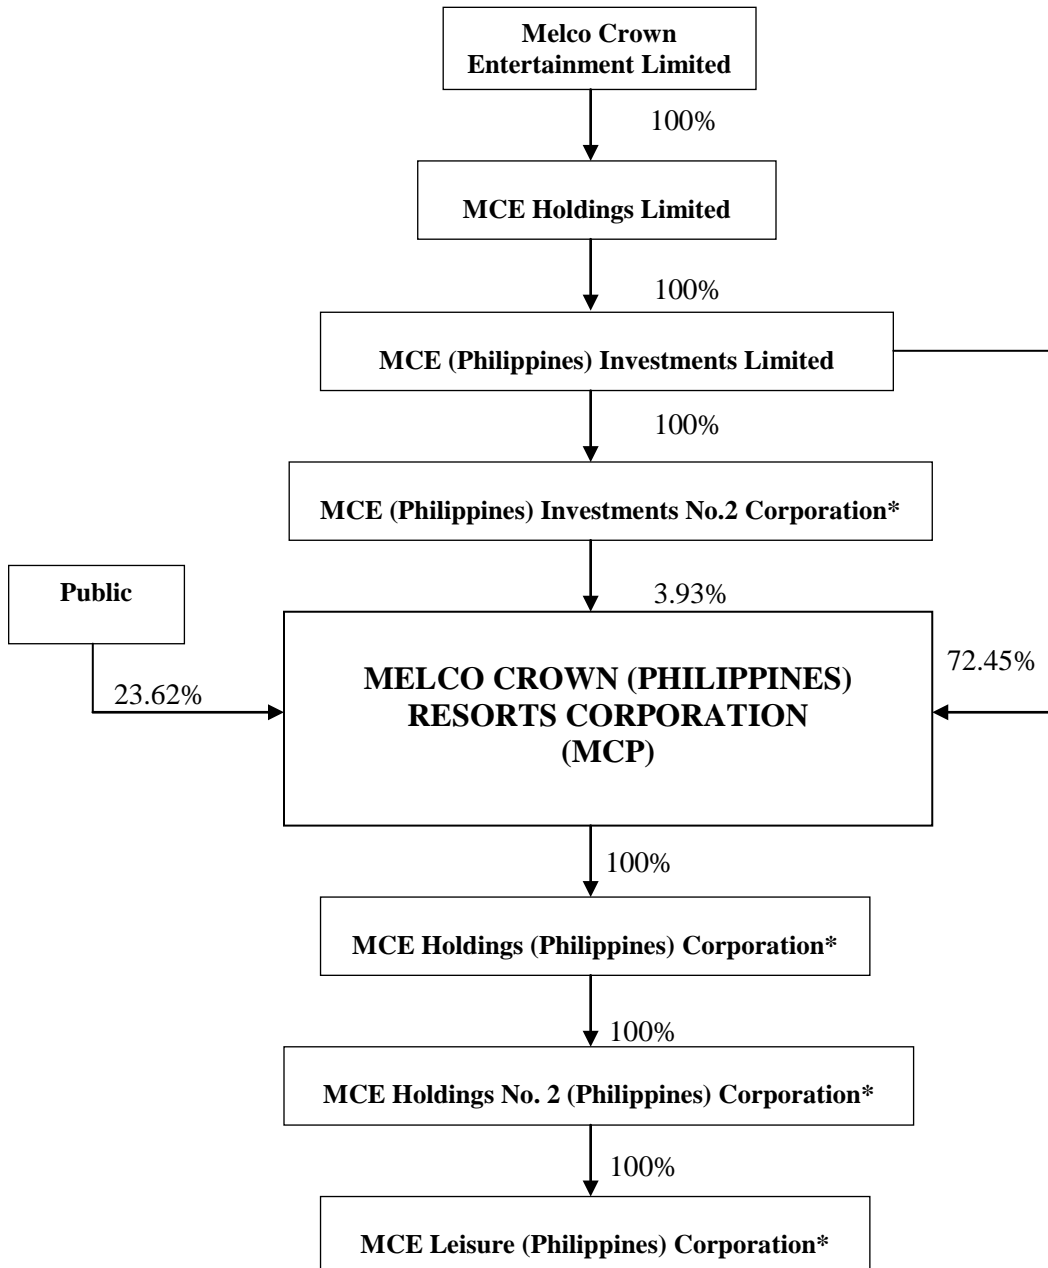 Melco Crown
Entertainment Limited
100%
MCE Holdings Limited
100%
MCE (Philippines) Investments Limited
100%
MCE (Philippines) Investments No.2 Corporation*
Public
3.93%
23.62%
72.45%
MELCO CROWN (PHILIPPINES)
RESORTS CORPORATION
(MCP)
100%
MCE Holdings (Philippines) Corporation*
100%
MCE Holdings No. 2 (Philippines) Corporation*
100%
MCE Leisure (Philippines) Corporation*